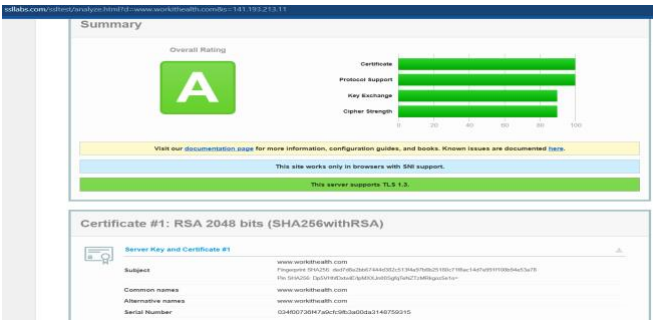 ssllabs.com/ssltest/analyze.html?d=www.workithealth.com&s=141.193.213.11
Summary
Overall Rating
A
Certificate
Protocol Support
Key Exchange
Cipher Strength
0 20 40 60 80 100
Visit our documentation page for more information, configuration guides, and books. Known issues are documented here.
This site works only in browsers with SNI support.
This server supports TLS 1.3.
Certificate #1: RSA 2048 bits (SHA256withRSA)
Server Key and Certificate #1
Subject
www.workithealth.com
Fingerprint SHA256:
Pin SHA256:
Common names www.workithealth.com
Alternative names www.workithealth.com
Serial Number